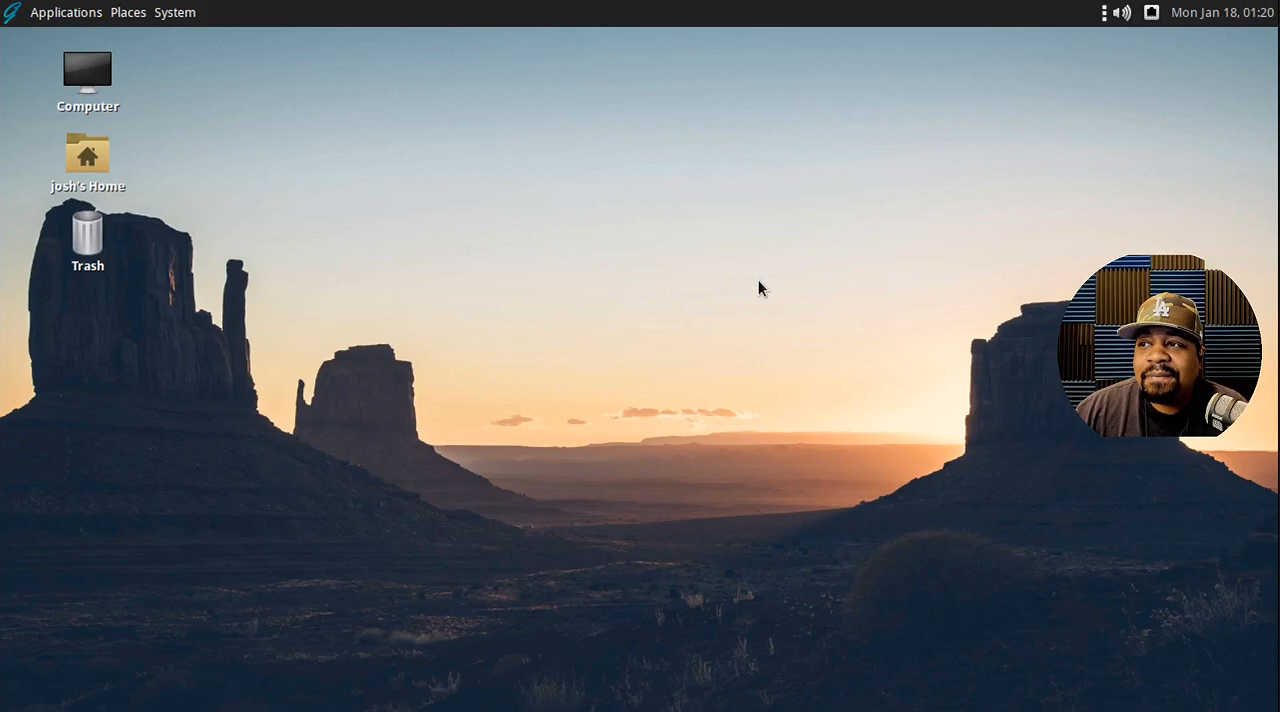 Applications Places System
Mon Jan 18, 01:20
Computer
josh's Home
Trash
LA